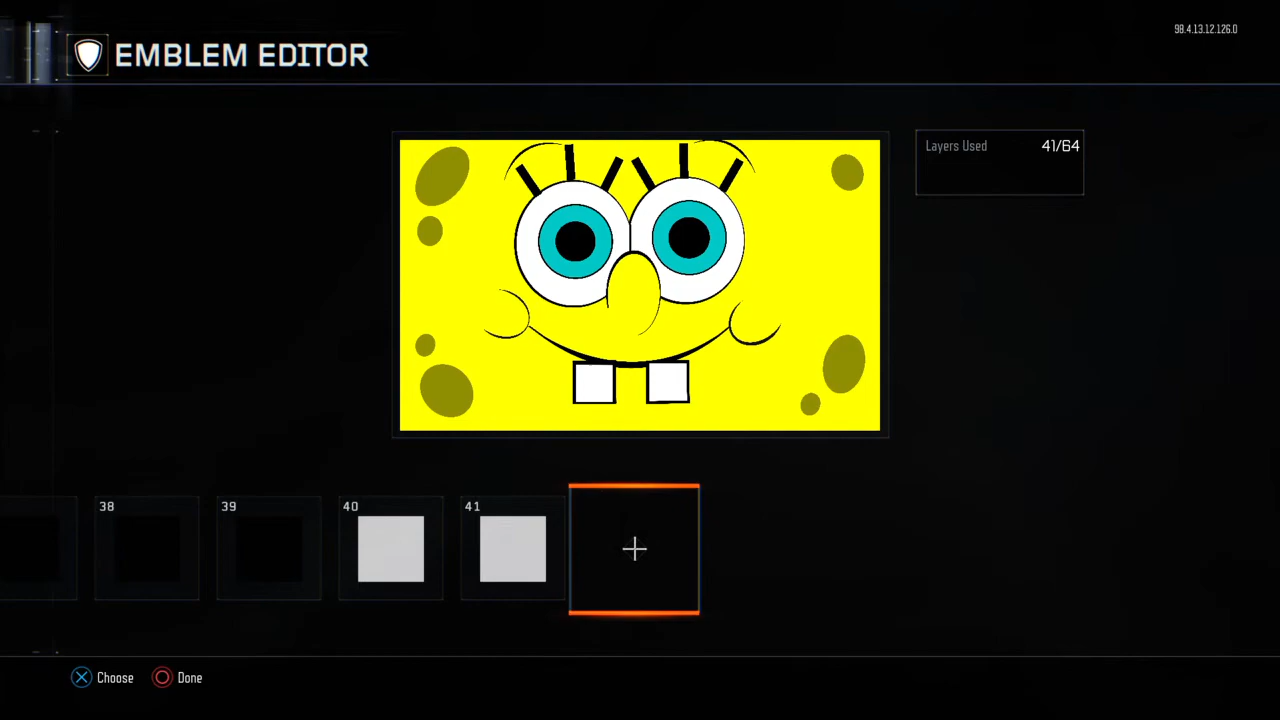 98.4.13.12.126.0
EMBLEM EDITOR
Layers Used 41/64
38 39 40 41
Choose Done